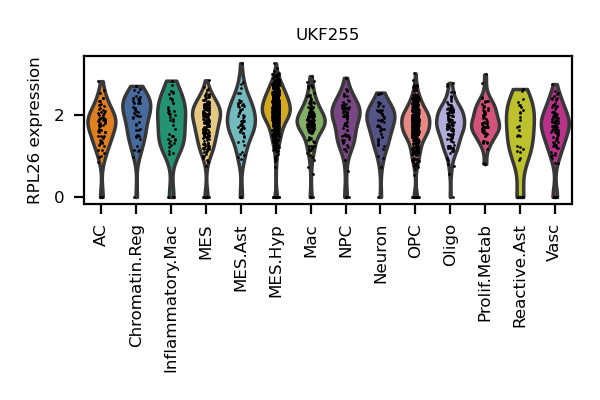 UKF255
RPL26 expression
2
0
AC
Chromatin.Reg
Inflammatory.Mac
MES
MES.Ast
MES.Hyp
Mac
NPC
Neuron
OPC
Oligo
Prolif.Metab
Reactive.Ast
Vasc